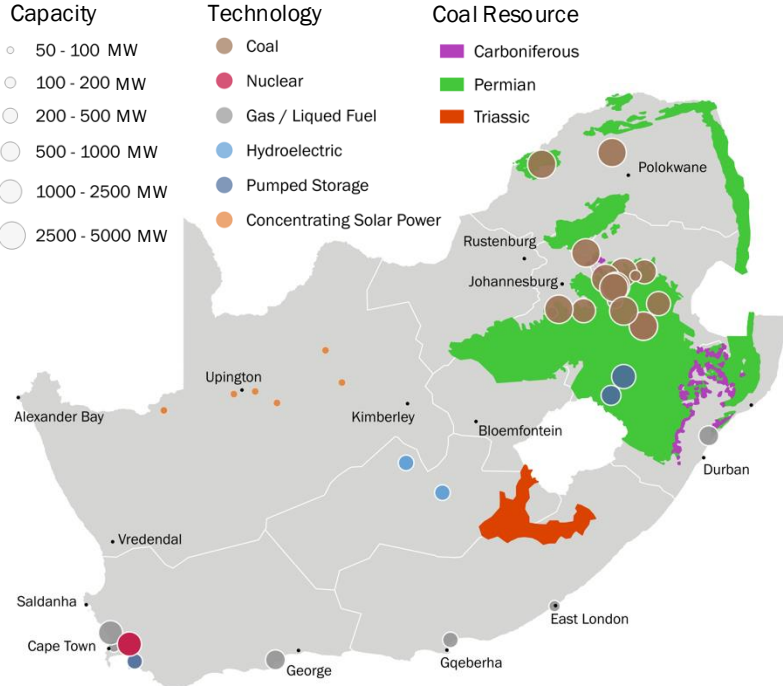 Capacity
50 - 100 MW
100 - 200 MW
200 - 500 MW
500 - 1000 MW
1000 - 2500 MW
2500 - 5000 MW
Technology
Coal
Nuclear
Gas / Liqued Fuel
Hydroelectric
Pumped Storage
Concentrating Solar Power
Coal Resource
Carboniferous
Permian
Triassic
Polokwane
Rustenburg
Johannesburg
Upington
Alexander Bay
Kimberley
Bloemfontein
Durban
Vredendal
Saldanha
East London
Cape Town
Gqeberha
George